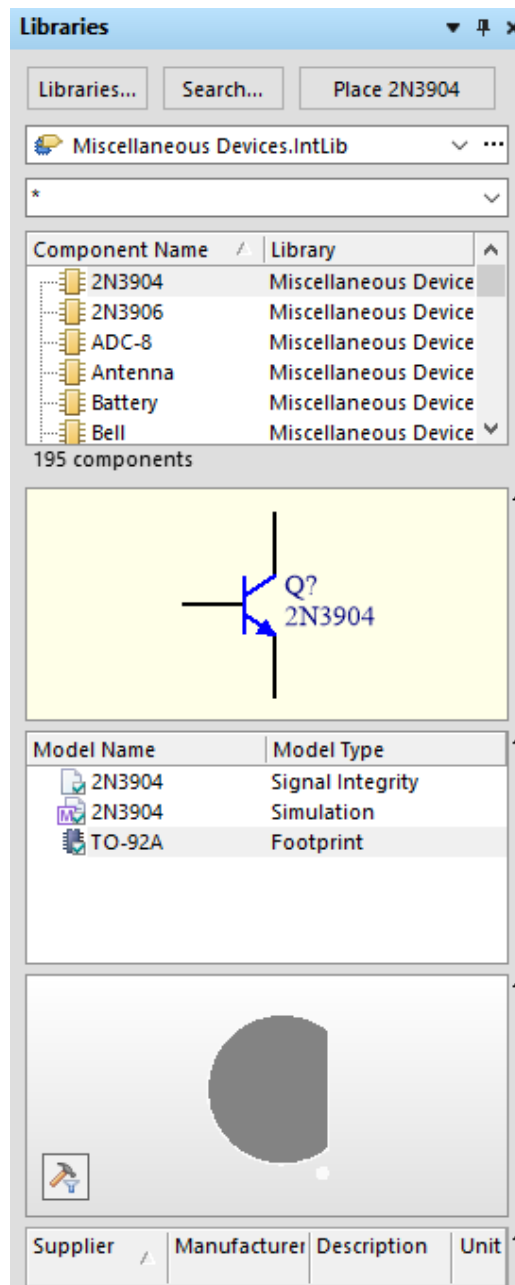 Libraries
Libraries... Search... Place 2N3904
Miscellaneous Devices.IntLib ...
*
Component Name Library
2N3904 Miscellaneous Device
2N3906 Miscellaneous Device
ADC-8 Miscellaneous Device
Antenna Miscellaneous Device
Battery Miscellaneous Device
Bell Miscellaneous Device
195 components
Q?
2N3904
Model Name Model Type
2N3904 Signal Integrity
M 2N3904 Simulation
TO-92A Footprint
Supplier Manufacturer Description Unit